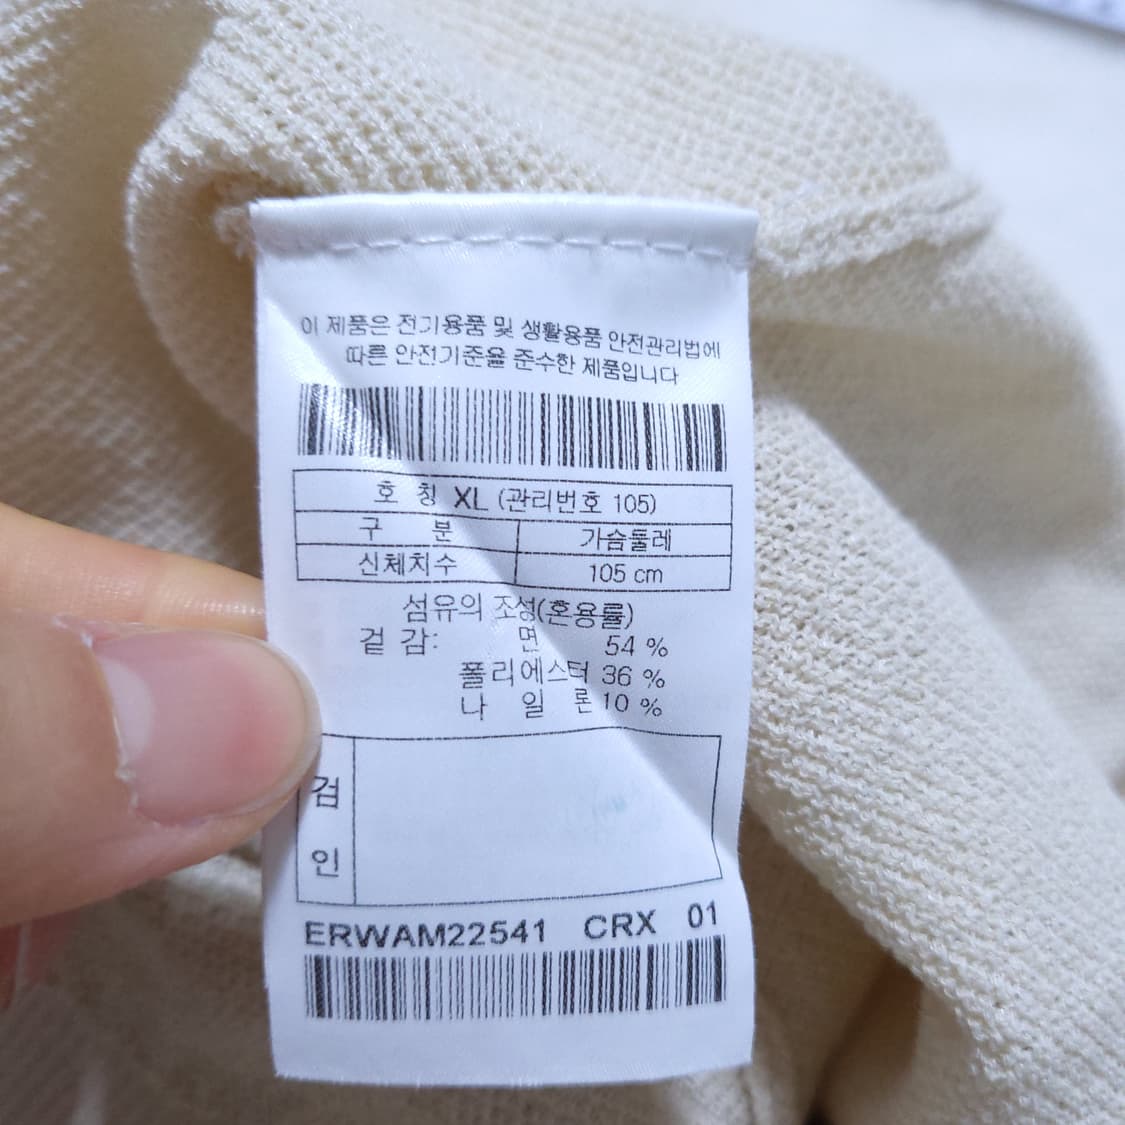 이 제품은 전기용품 및 생활용품 안전관리법에
따른 안전기준을 준수한 제품입니다
호 칭 XL (관리번호 105)
구 분 가슴둘레
신체치수 105 cm
섬유의 조성(혼용률)
겉 감: 면 54 %
폴리에스터 36 %
나 일 론 10 %
검
인
ERWAM22541 CRX 01